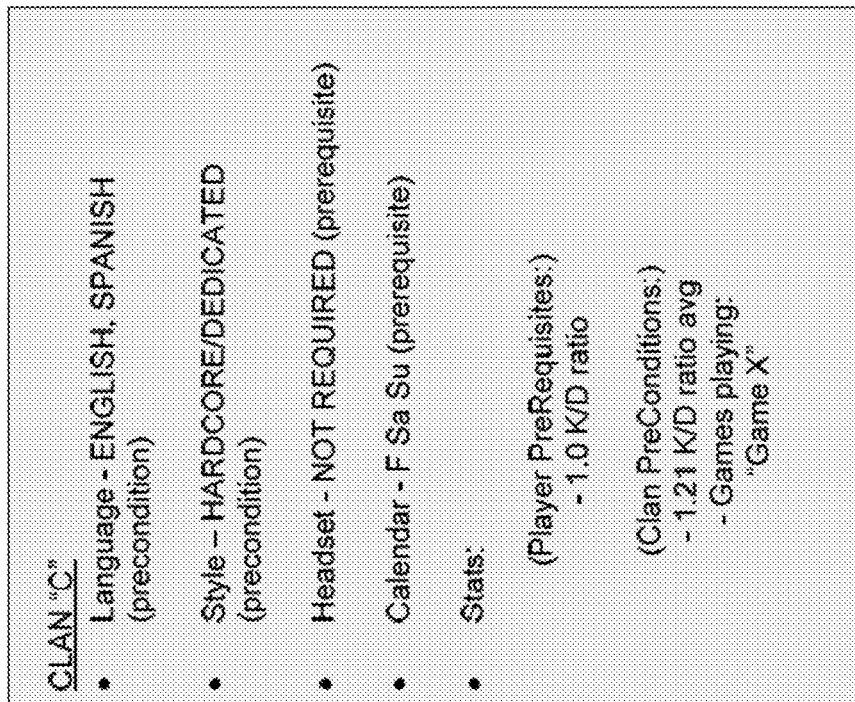 CLAN "C"
• Language - ENGLISH, SPANISH
(precondition)
• Style – HARDCORE/DEDICATED
(precondition)
• Headset - NOT REQUIRED (prerequisite)
• Calendar - F Sa Su (prerequisite)
• Stats:
(Player PreRequisites:)
- 1.0 K/D ratio
(Clan PreConditions:)
- 1.21 K/D ratio avg
- Games playing:
"Game X"